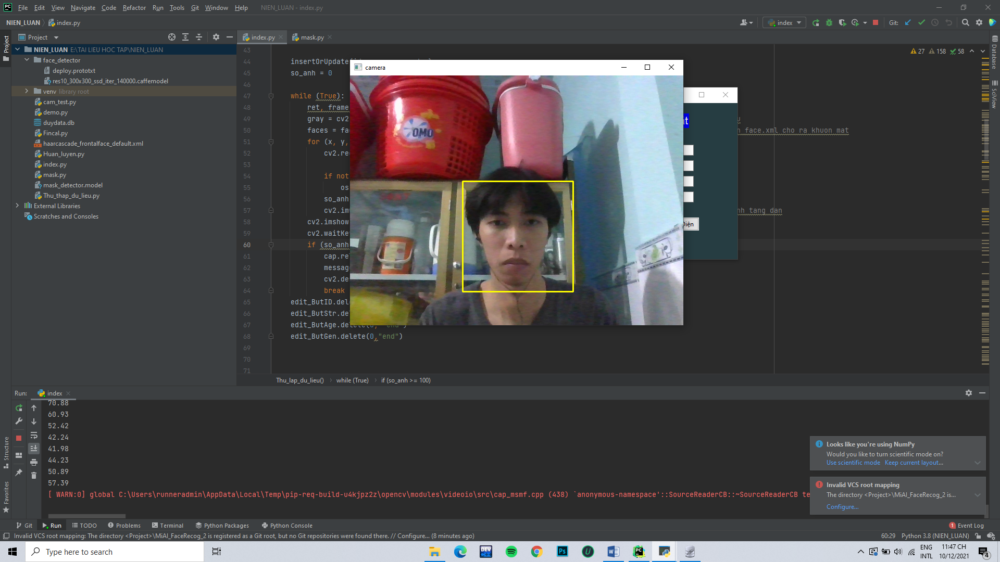 File Edit View Navigate Code Refactor Run Tools Git Window Help NIEN_LUAN - index.py
NIEN_LUAN index.py
index
Git:
Project
index.py
mask.py
NIEN_LUAN E:\TAI LIEU HOC TAP\NIEN_LUAN
face_detector
deploy.prototxt
res10_300x300_ssd_iter_140000.caffemodel
venv library root
cam_test.py
demo.py
duydata.db
Fincal.py
haarcascade_frontalface_default.xml
Huan_luyen.py
index.py
mask.py
mask_detector.model
Thu_thap_du_lieu.py
External Libraries
Scratches and Consoles
Project
Structure
Favorites
Database
SciView
27 158 58
43
44 insertOrUpdate(
45 so_anh = 0
46
47 while (True):
48 ret, frame
49 gray = cv2
50 faces = fa
n face.xml cho ra khuon mat
51 for (x, y,
52 cv2.re
53
54 if not
55 os
56 so_anh
57 cv2.im
nh tang dan
58 cv2.imshow
59 cv2.waitKe
60 if (so_anh
61 cap.re
62 messag
63 cv2.de
64 break
65 edit_ButID.del
66 edit_ButStr.de
67 edit_ButAge.delete(0, "end")
68 edit_ButGen.delete(0,"end")
69
70
71
camera
OMO
Diện
Thu_lap_du_lieu() while (True) if (so_anh >= 100)
Run: index
70.88
60.93
52.42
42.24
41.98
44.23
50.89
57.39
[ WARN:0] global C:\Users\runneradmin\AppData\Local\Temp\pip-req-build-u4kjpz2z\opencv\modules\videoio\src\cap_msmf.cpp (438) `anonymous-namespace'::SourceReaderCB::~SourceReaderCB te
Looks like you're using NumPy
Would you like to turn scientific mode on?
Use scientific mode Keep current layout...
Invalid VCS root mapping
The directory <Project>\MiAI_FaceRecog_2 is...
Configure...
Git Run TODO Problems Terminal Python Packages Python Console
1 Event Log
Invalid VCS root mapping: The directory <Project>\MiAI_FaceRecog_2 is registered as a Git root, but no Git repositories were found there. // Configure... (8 minutes ago)
60:29 Python 3.8 (NIEN_LUAN)
Type here to search
ENG
INTL
11:47 CH
10/12/2021
4